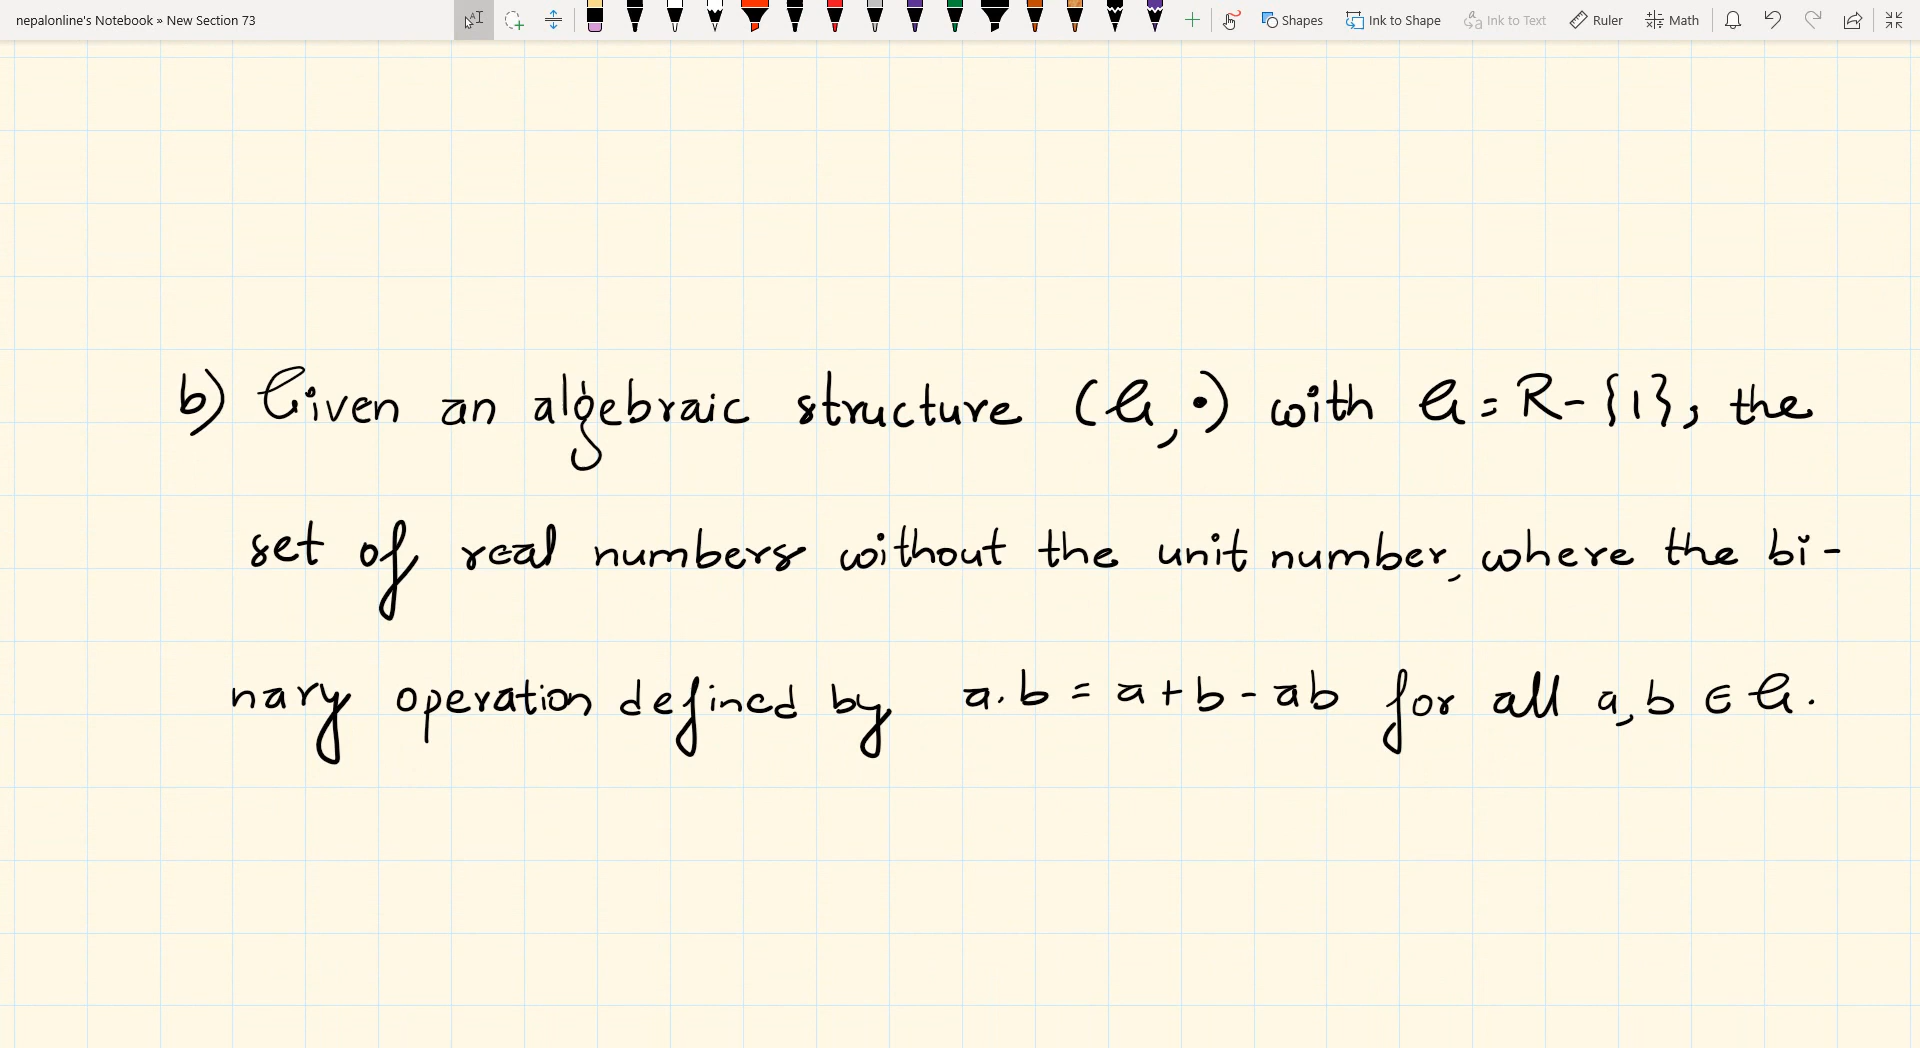 nepalonline's Notebook » New Section 73 Shapes Ink to Shape Ink to Text Ruler Math
b) Given an algebraic structure (G, •) with G = R - {1}, the
set of real numbers without the unit number, where the bi-
nary operation defined by a.b = a + b - ab for all a, b ∈ G.